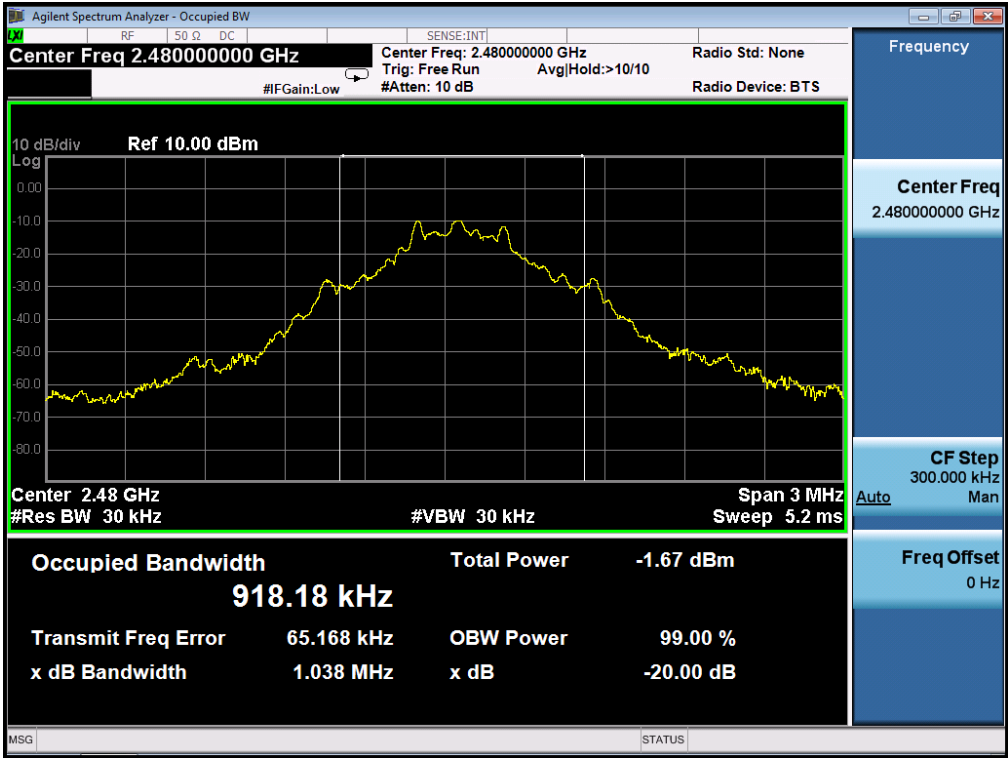 Agilent Spectrum Analyzer - Occupied BW
LXI RF 50 Ω DC SENSE:INT
Center Freq 2.480000000 GHz
Center Freq: 2.480000000 GHz Radio Std: None
Trig: Free Run Avg|Hold:>10/10
#IFGain:Low #Atten: 10 dB Radio Device: BTS
10 dB/div Ref 10.00 dBm
Log
0.00
-10.0
-20.0
-30.0
-40.0
-50.0
-60.0
-70.0
-80.0
Center 2.48 GHz Span 3 MHz
#Res BW 30 kHz #VBW 30 kHz Sweep 5.2 ms
Occupied Bandwidth Total Power -1.67 dBm
918.18 kHz
Transmit Freq Error 65.168 kHz OBW Power 99.00 %
x dB Bandwidth 1.038 MHz x dB -20.00 dB
MSG STATUS
Frequency
Center Freq
2.480000000 GHz
CF Step
300.000 kHz
Auto Man
Freq Offset
0 Hz